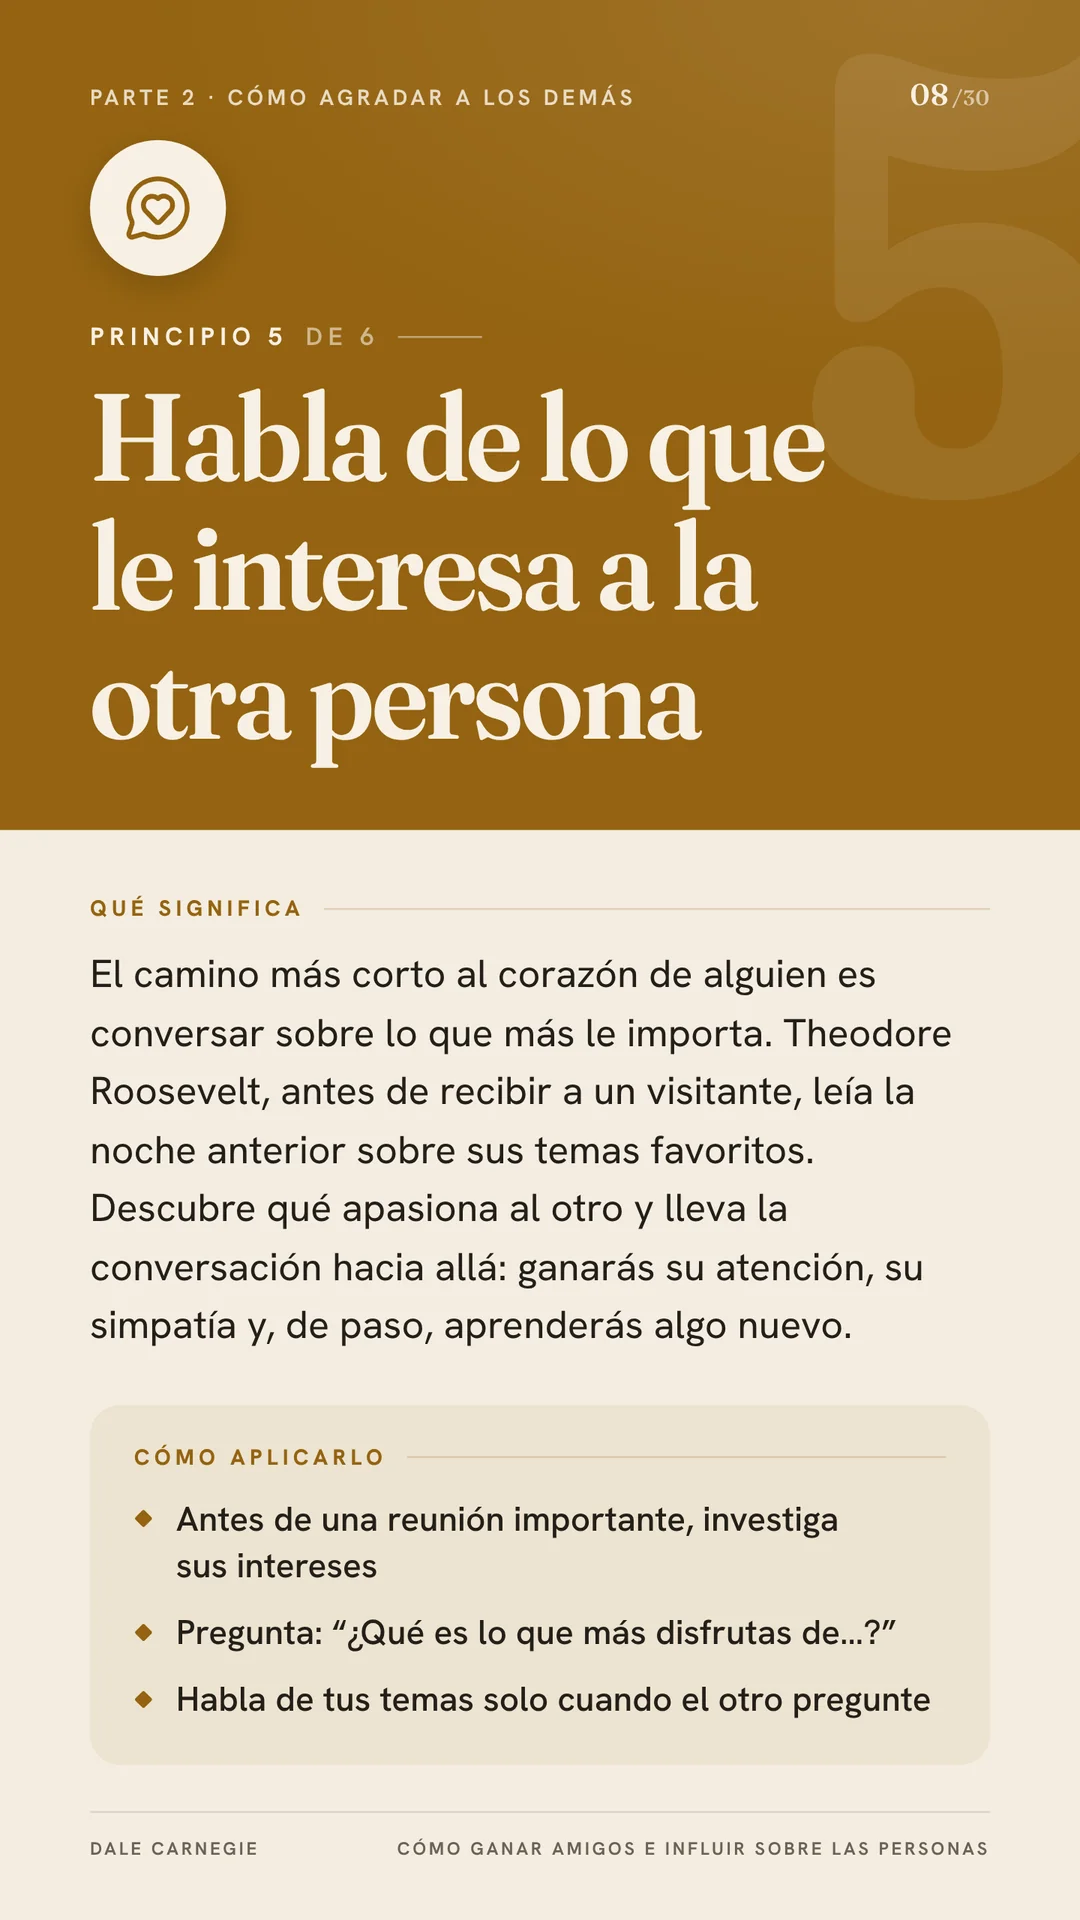 PARTE 2 · CÓMO AGRADAR A LOS DEMÁS
08/30
5
PRINCIPIO 5 DE 6
Habla de lo que
le interesa a la
otra persona
QUÉ SIGNIFICA
El camino más corto al corazón de alguien es
conversar sobre lo que más le importa. Theodore
Roosevelt, antes de recibir a un visitante, leía la
noche anterior sobre sus temas favoritos.
Descubre qué apasiona al otro y lleva la
conversación hacia allá: ganarás su atención, su
simpatía y, de paso, aprenderás algo nuevo.
CÓMO APLICARLO
Antes de una reunión importante, investiga
sus intereses
Pregunta: “¿Qué es lo que más disfrutas de...?”
Habla de tus temas solo cuando el otro pregunte
DALE CARNEGIE
CÓMO GANAR AMIGOS E INFLUIR SOBRE LAS PERSONAS